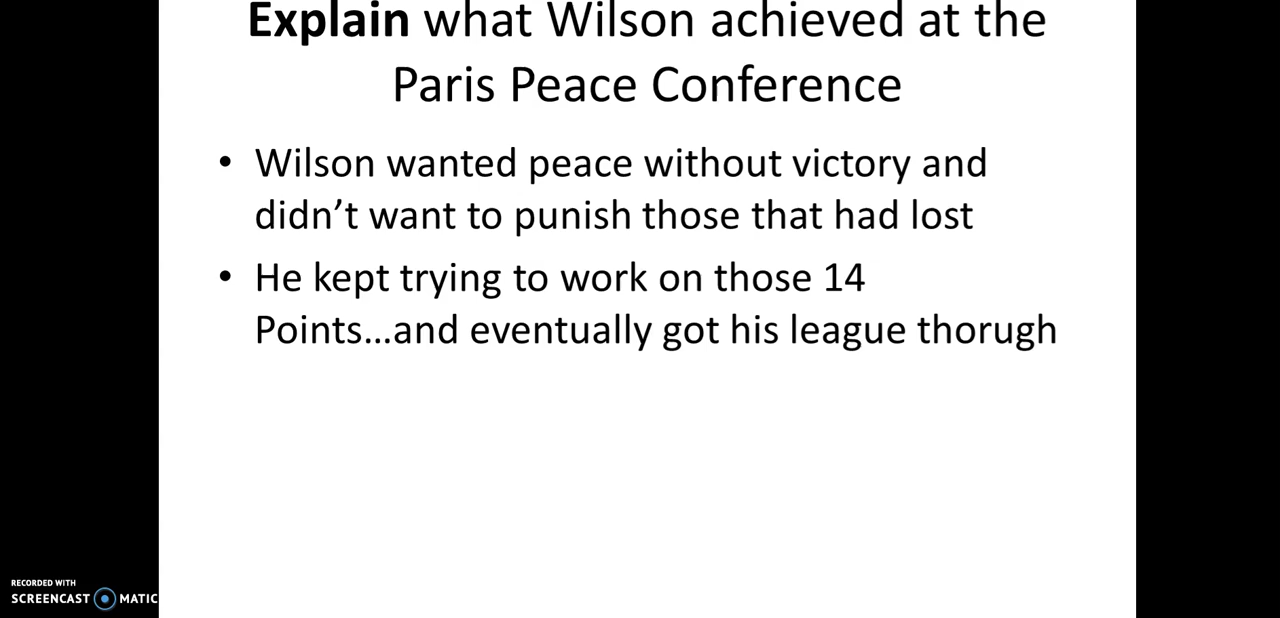 Explain what Wilson achieved at the
Paris Peace Conference
• Wilson wanted peace without victory and
didn’t want to punish those that had lost
• He kept trying to work on those 14
Points…and eventually got his league thorugh
RECORDED WITH
SCREENCAST MATIC